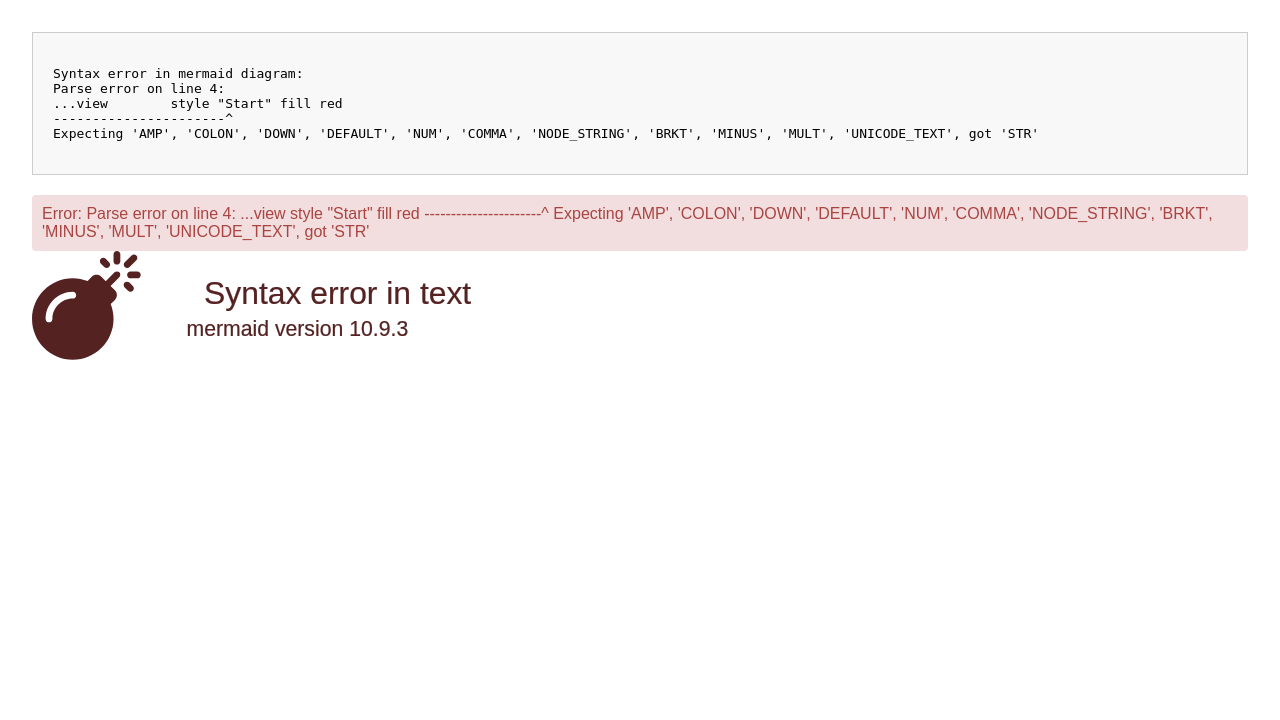 Syntax error in mermaid diagram:
Parse error on line 4:
...view        style "Start" fill red
----------------------^
Expecting 'AMP', 'COLON', 'DOWN', 'DEFAULT', 'NUM', 'COMMA', 'NODE_STRING', 'BRKT', 'MINUS', 'MULT', 'UNICODE_TEXT', got 'STR'
Error: Parse error on line 4: ...view style "Start" fill red ----------------------^ Expecting 'AMP', 'COLON', 'DOWN', 'DEFAULT', 'NUM', 'COMMA', 'NODE_STRING', 'BRKT',
'MINUS', 'MULT', 'UNICODE_TEXT', got 'STR'
Syntax error in text
mermaid version 10.9.3